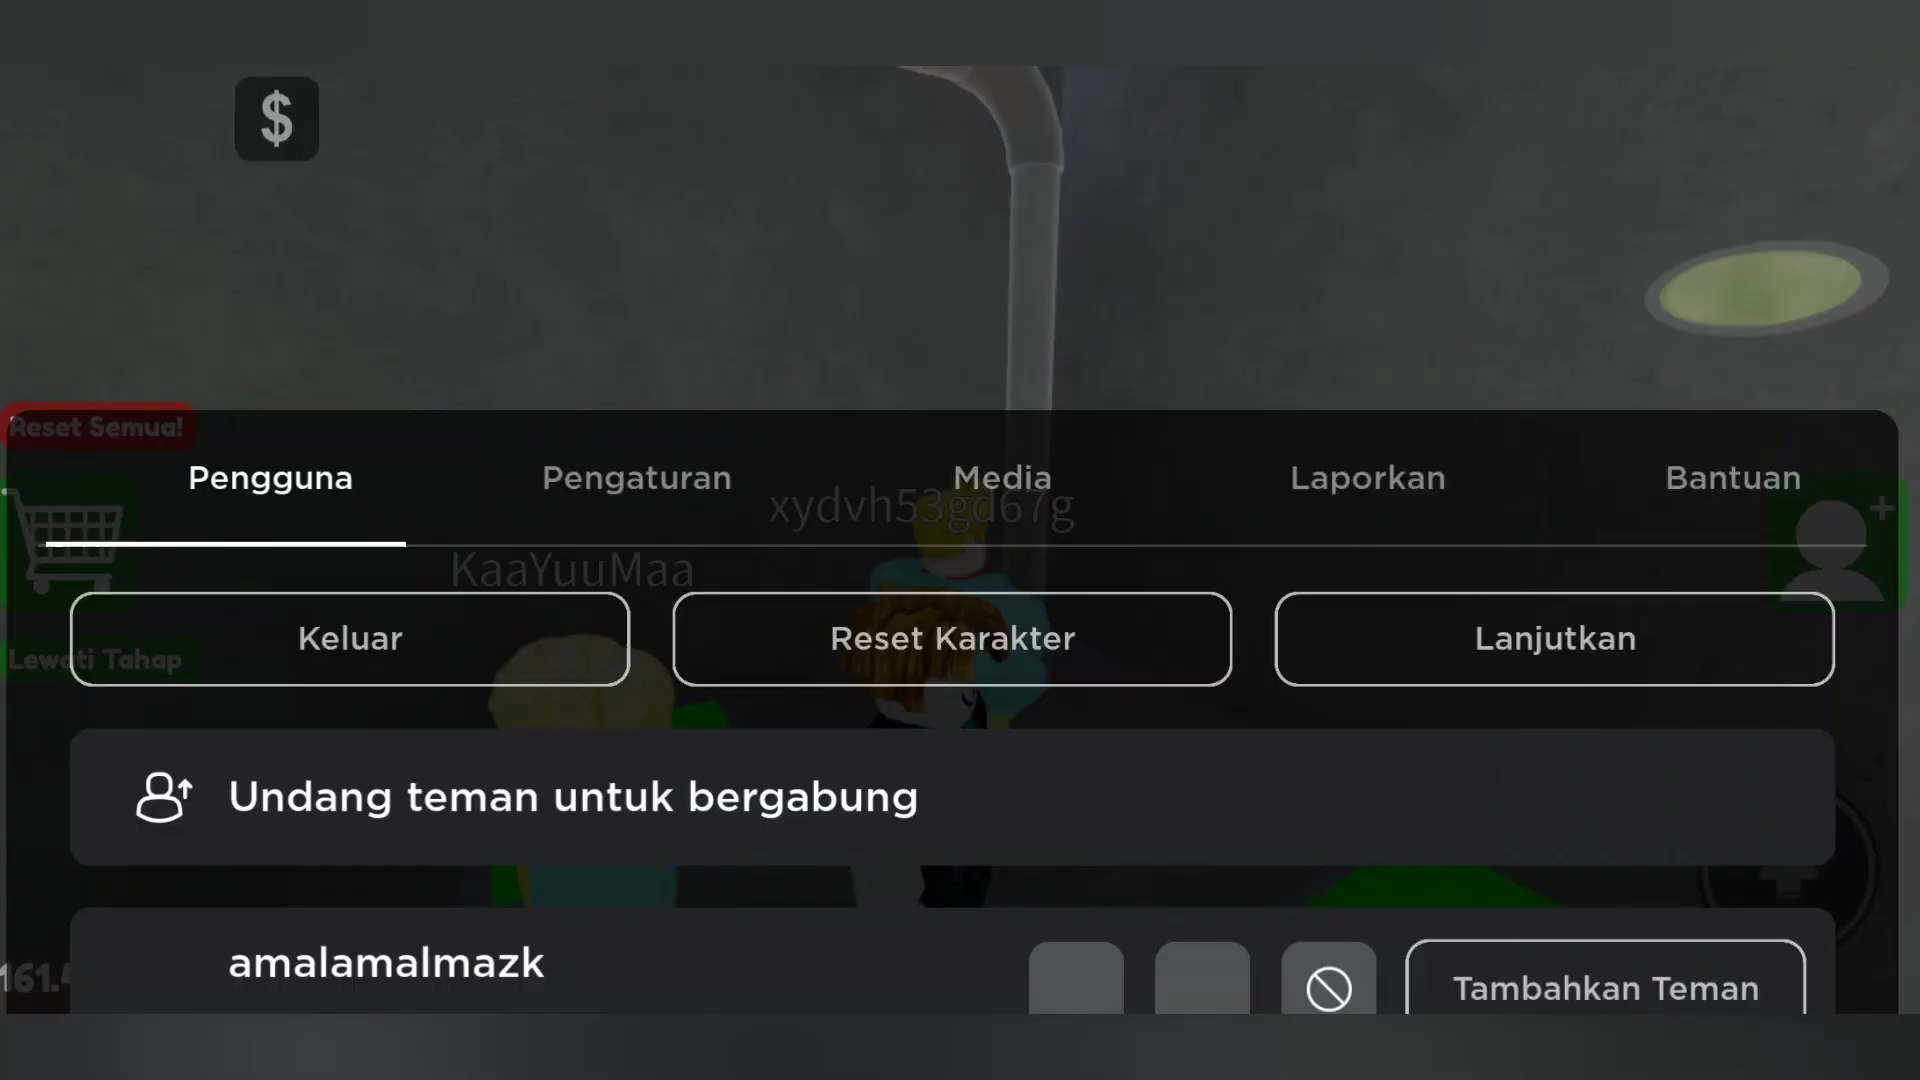 $
Reset Semua!
Pengguna
Pengaturan
Media
Laporkan
Bantuan
xydvh53gd67g
KaaYuuMaa
Keluar
Reset Karakter
Lanjutkan
Lewati Tahap
Undang teman untuk bergabung
amalamalmazk
Tambahkan Teman